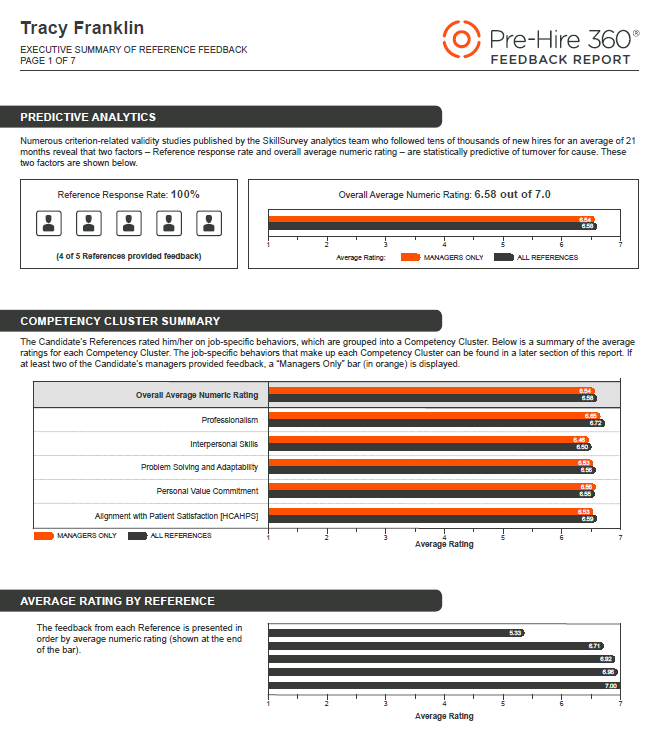 Tracy Franklin
EXECUTIVE SUMMARY OF REFERENCE FEEDBACK
PAGE 1 OF 7
Pre-Hire 360®
FEEDBACK REPORT
PREDICTIVE ANALYTICS
Numerous criterion-related validity studies published by the SkillSurvey analytics team who followed tens of thousands of new hires for an average of 21
months reveal that two factors – Reference response rate and overall average numeric rating – are statistically predictive of turnover for cause. These
two factors are shown below.
Reference Response Rate: 100%
(4 of 5 References provided feedback)
Overall Average Numeric Rating: 6.58 out of 7.0
6.54
6.58
1 2 3 4 5 6 7
Average Rating: MANAGERS ONLY ALL REFERENCES
COMPETENCY CLUSTER SUMMARY
The Candidate's References rated him/her on job-specific behaviors, which are grouped into a Competency Cluster. Below is a summary of the average
ratings for each Competency Cluster. The job-specific behaviors that make up each Competency Cluster can be found in a later section of this report. If
at least two of the Candidate's managers provided feedback, a "Managers Only" bar (in orange) is displayed.
Overall Average Numeric Rating
6.54
6.58
Professionalism
6.65
6.72
Interpersonal Skills
6.46
6.50
Problem Solving and Adaptability
6.53
6.56
Personal Value Commitment
6.56
6.55
Alignment with Patient Satisfaction [HCAHPS]
6.53
6.59
MANAGERS ONLY ALL REFERENCES
1 2 3 4 5 6 7
Average Rating
AVERAGE RATING BY REFERENCE
The feedback from each Reference is presented in
order by average numeric rating (shown at the end
of the bar).
5.33
6.71
6.92
6.96
7.00
1 2 3 4 5 6 7
Average Rating